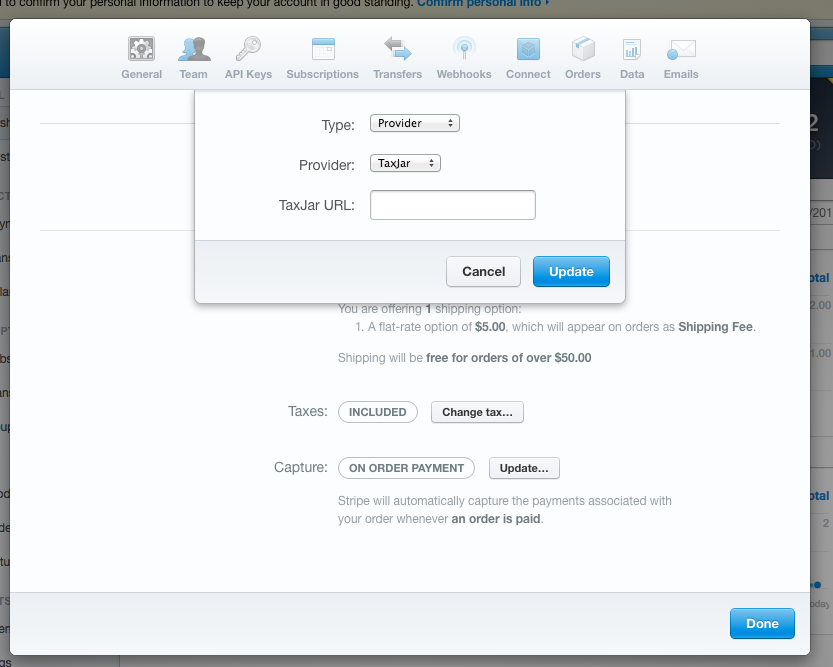 to confirm your personal information to keep your account in good standing. Confirm personal info ›
General Team API Keys Subscriptions Transfers Webhooks Connect Orders Data Emails
Type: Provider
Provider: TaxJar
TaxJar URL:
Cancel Update
You are offering 1 shipping option:
1. A flat-rate option of $5.00, which will appear on orders as Shipping Fee.
Shipping will be free for orders of over $50.00
Taxes: INCLUDED Change tax...
Capture: ON ORDER PAYMENT Update...
Stripe will automatically capture the payments associated with
your order whenever an order is paid.
Done